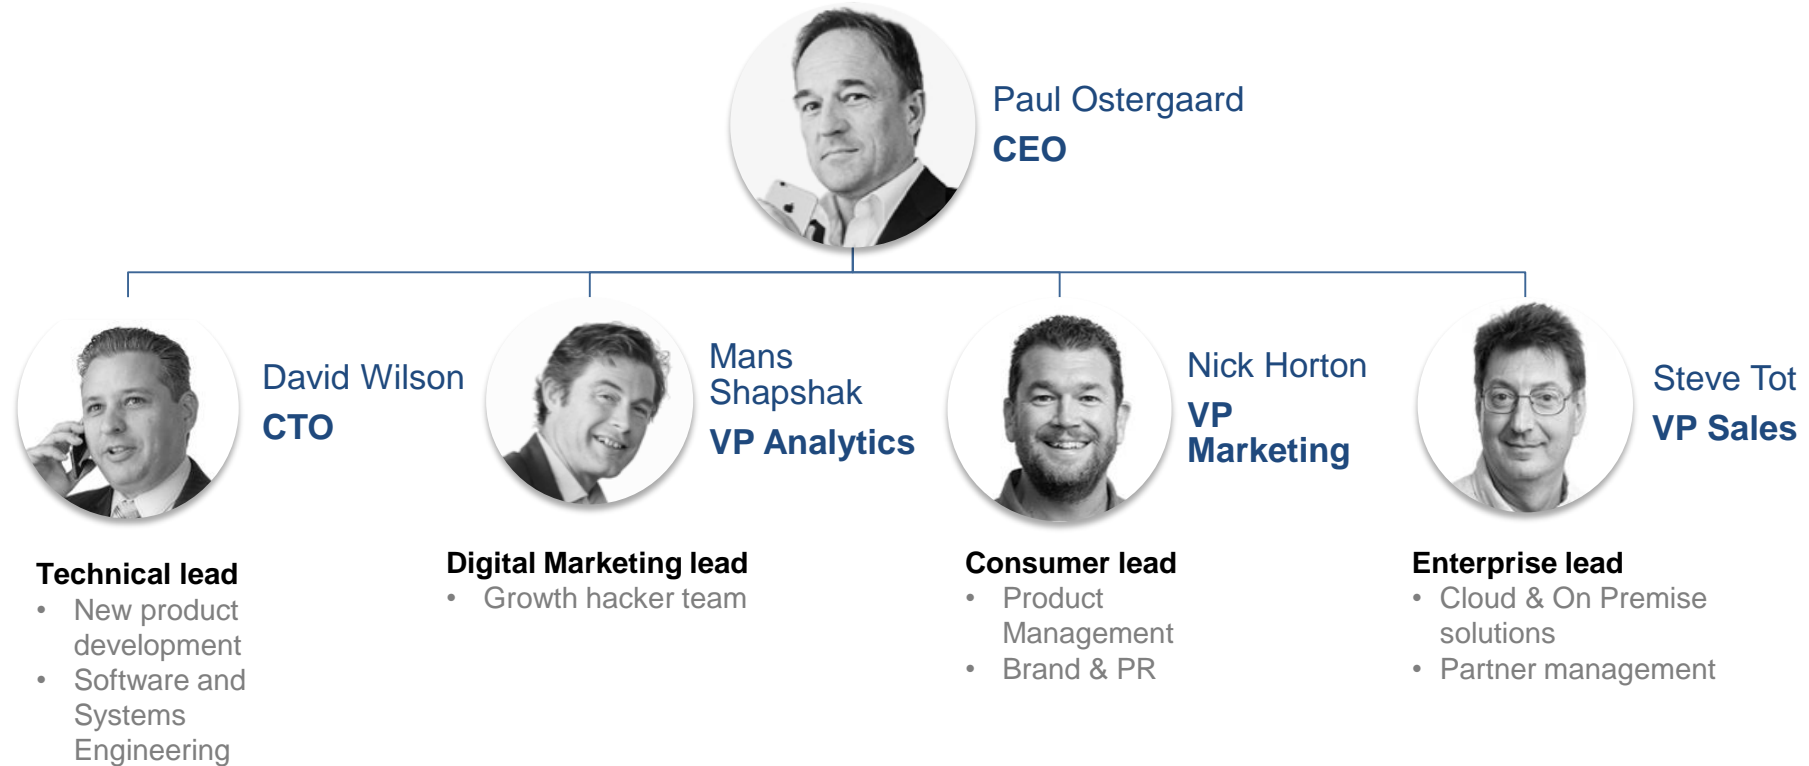 Paul Ostergaard
CEO
David Wilson
CTO
Mans
Shapshak
VP Analytics
Nick Horton
VP
Marketing
Steve Tot
VP Sales
Technical lead
• New product
development
• Software and
Systems
Engineering
Digital Marketing lead
• Growth hacker team
Consumer lead
• Product
Management
• Brand & PR
Enterprise lead
• Cloud & On Premise
solutions
• Partner management